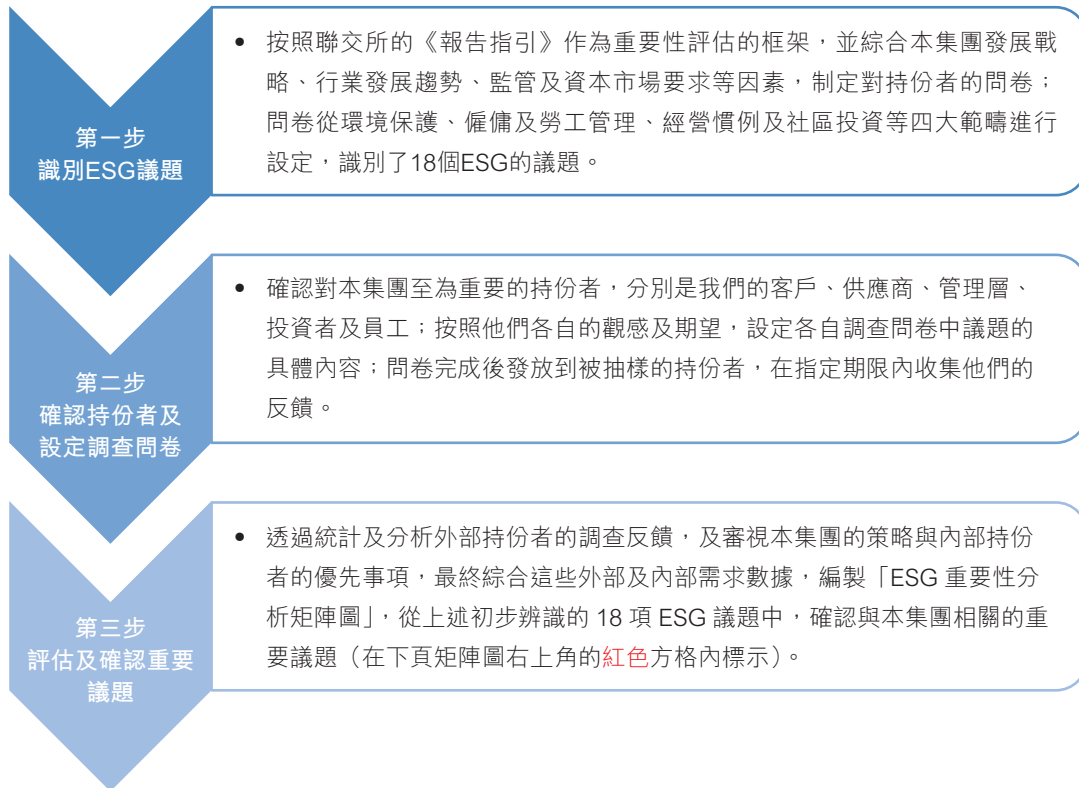 第一步
識別ESG議題
• 按照聯交所的《報告指引》作為重要性評估的框架，並綜合本集團發展戰
略、行業發展趨勢、監管及資本市場要求等因素，制定對持份者的問卷；
問卷從環境保護、僱傭及勞工管理、經營慣例及社區投資等四大範疇進行
設定，識別了18個ESG的議題。
第二步
確認持份者及
設定調查問卷
• 確認對本集團至為重要的持份者，分別是我們的客戶、供應商、管理層、
投資者及員工；按照他們各自的觀感及期望，設定各自調查問卷中議題的
具體內容；問卷完成後發放到被抽樣的持份者，在指定期限內收集他們的
反饋。
第三步
評估及確認重要
議題
• 透過統計及分析外部持份者的調查反饋，及審視本集團的策略與內部持份
者的優先事項，最終綜合這些外部及內部需求數據，編製「ESG 重要性分
析矩陣圖」，從上述初步辨識的 18 項 ESG 議題中，確認與本集團相關的重
要議題（在下頁矩陣圖右上角的紅色方格內標示）。